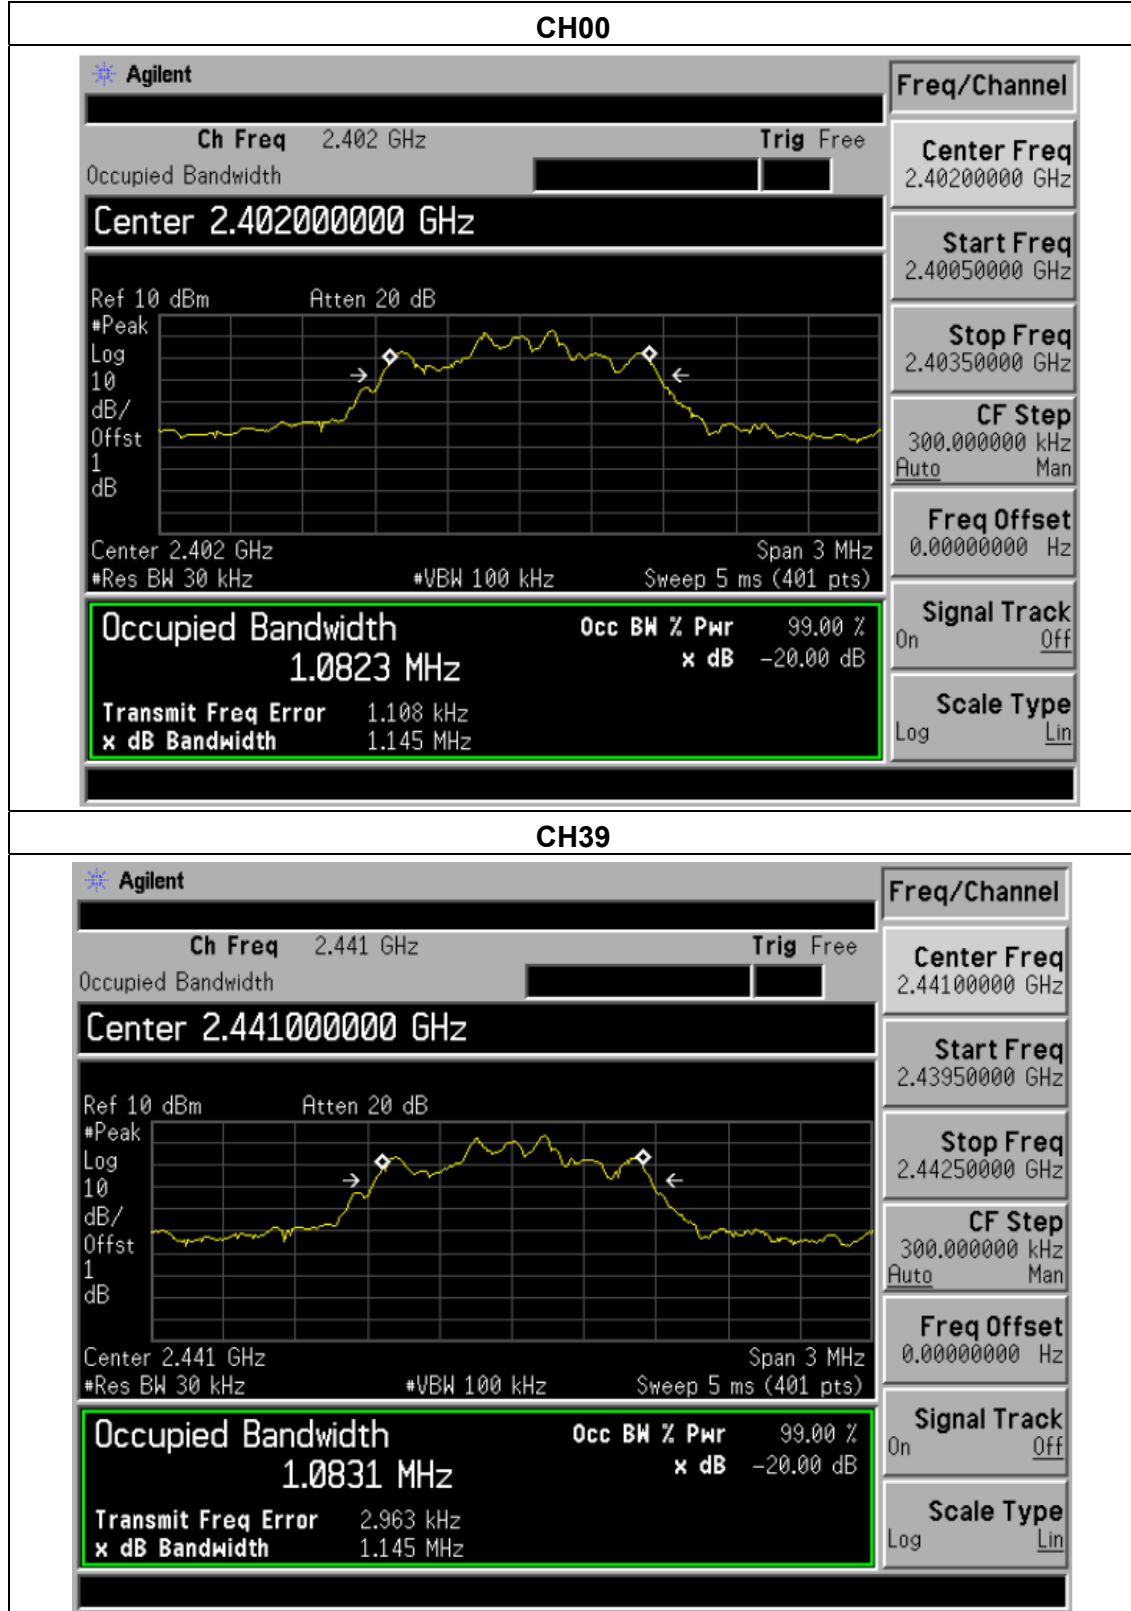 CH00
Agilent
Freq/Channel
Ch Freq 2.402 GHz Trig Free
Occupied Bandwidth
Center Freq
2.40200000 GHz
Center 2.402000000 GHz
Start Freq
2.40050000 GHz
Ref 10 dBm Atten 20 dB
#Peak
Log
10
dB/
Offst
1
dB
Stop Freq
2.40350000 GHz
CF Step
300.000000 kHz
Auto Man
Freq Offset
0.00000000 Hz
Center 2.402 GHz Span 3 MHz
#Res BW 30 kHz #VBW 100 kHz Sweep 5 ms (401 pts)
Signal Track
On Off
Occupied Bandwidth Occ BW % Pwr 99.00 %
1.0823 MHz x dB -20.00 dB
Transmit Freq Error 1.108 kHz
x dB Bandwidth 1.145 MHz
Scale Type
Log Lin
CH39
Agilent
Freq/Channel
Ch Freq 2.441 GHz Trig Free
Occupied Bandwidth
Center Freq
2.44100000 GHz
Center 2.441000000 GHz
Start Freq
2.43950000 GHz
Ref 10 dBm Atten 20 dB
#Peak
Log
10
dB/
Offst
1
dB
Stop Freq
2.44250000 GHz
CF Step
300.000000 kHz
Auto Man
Freq Offset
0.00000000 Hz
Center 2.441 GHz Span 3 MHz
#Res BW 30 kHz #VBW 100 kHz Sweep 5 ms (401 pts)
Signal Track
On Off
Occupied Bandwidth Occ BW % Pwr 99.00 %
1.0831 MHz x dB -20.00 dB
Transmit Freq Error 2.963 kHz
x dB Bandwidth 1.145 MHz
Scale Type
Log Lin